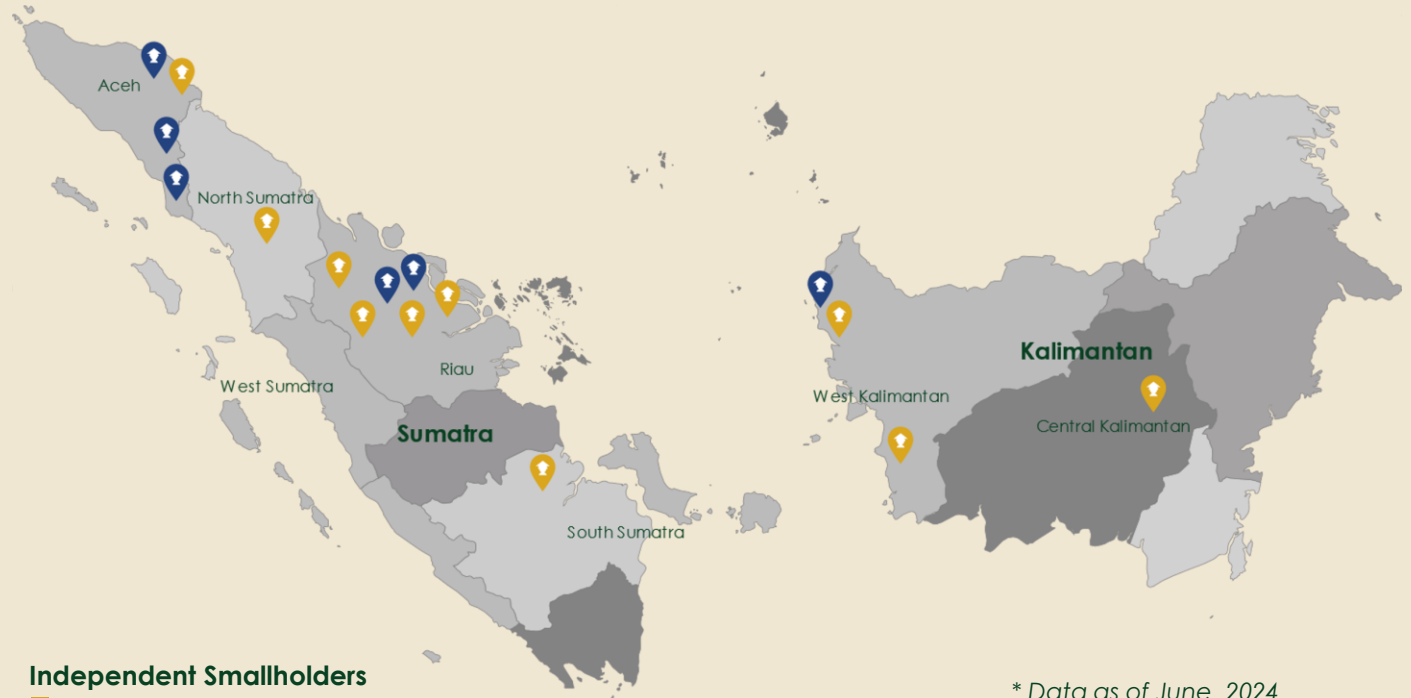 Aceh
North Sumatra
Riau
West Sumatra
Sumatra
South Sumatra
Kalimantan
West Kalimantan
Central Kalimantan
Independent Smallholders
* Data as of June, 2024